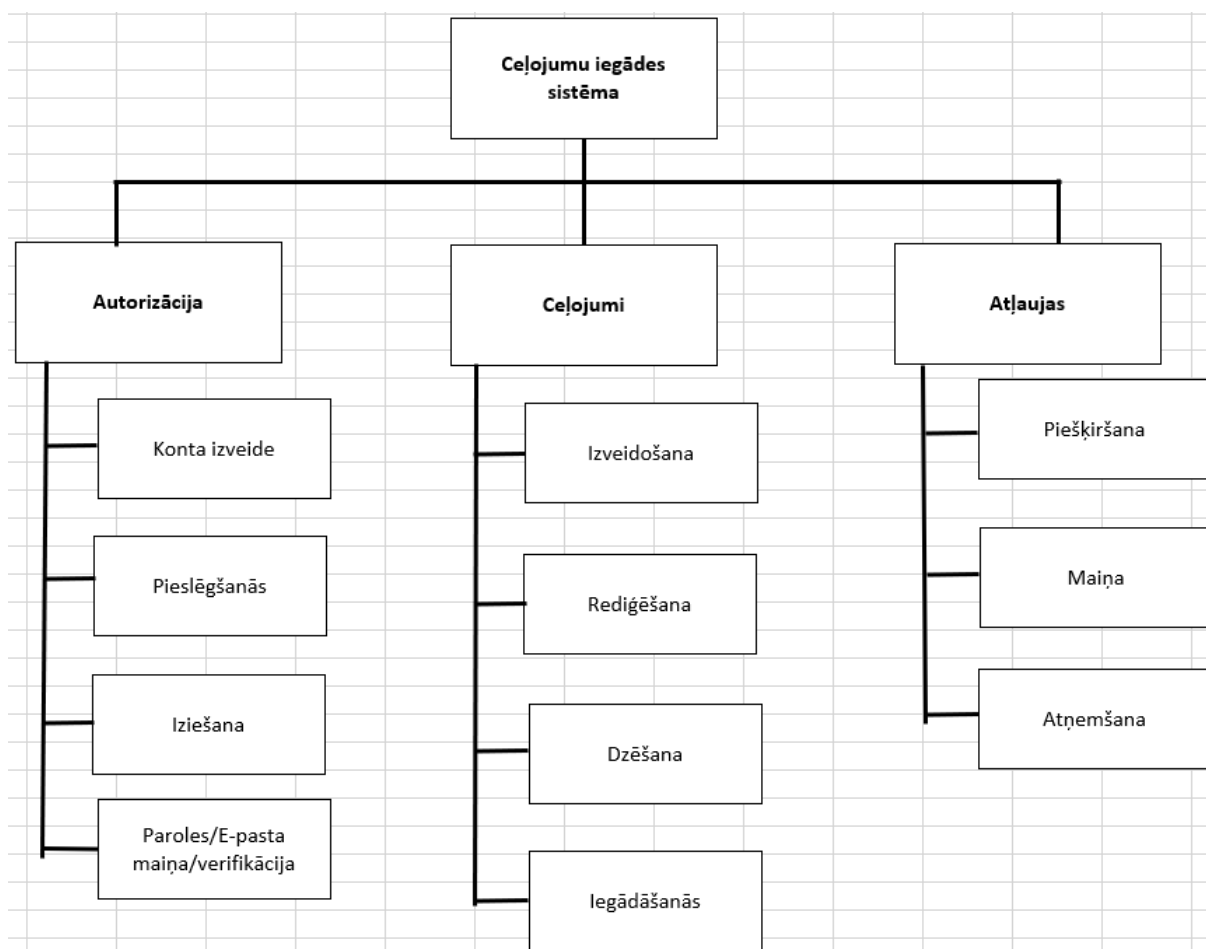 Ceļojumu iegādes
sistēma
Autorizācija
Ceļojumi
Atļaujas
Konta izveide
Pieslēgšanās
Iziešana
Paroles/E-pasta
maiņa/verifikācija
Izveidošana
Rediģēšana
Dzēšana
Iegādāšanās
Piešķiršana
Maiņa
Atņemšana